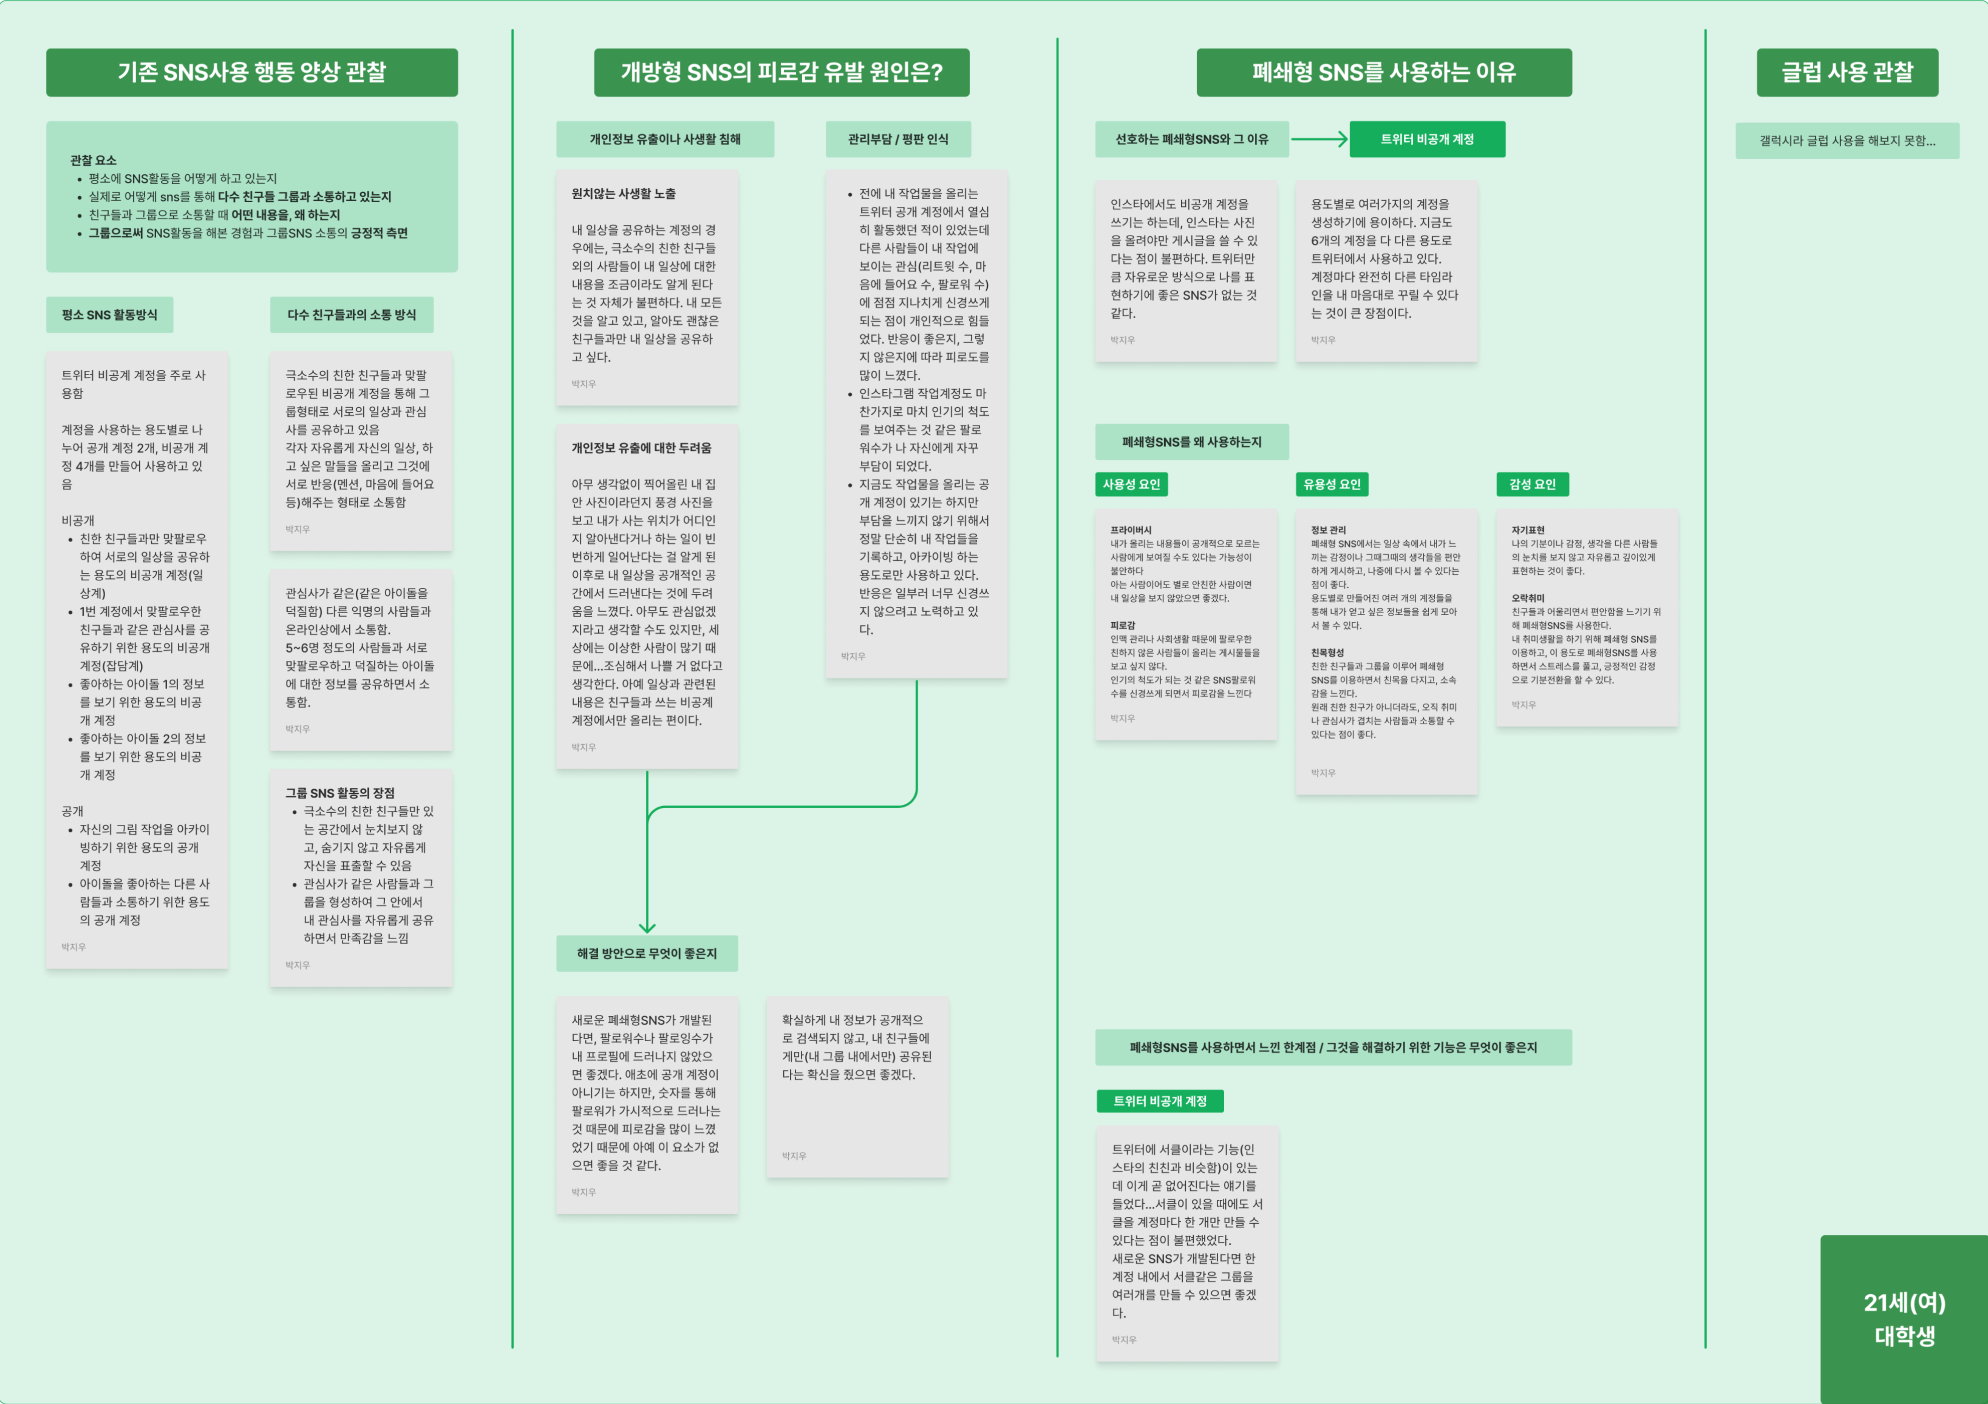 기존 SNS사용 행동 양상 관찰
관찰 요소
• 평소에 SNS활동을 어떻게 하고 있는지
• 실제로 어떻게 sns를 통해 다수 친구들 그룹과 소통하고 있는지
• 친구들과 그룹으로 소통할 때 어떤 내용을, 왜 하는지
• 그룹으로써 SNS활동을 해본 경험과 그룹SNS 소통의 긍정적 측면
평소 SNS 활동방식
트위터 비공계 계정을 주로 사
용함
계정을 사용하는 용도별로 나
누어 공개 계정 2개, 비공개 계
정 4개를 만들어 사용하고 있
음
비공개
• 친한 친구들과만 맞팔로우
하여 서로의 일상을 공유하
는 용도의 비공개 계정(일
상계)
• 1번 계정에서 맞팔로우한
친구들과 같은 관심사를 공
유하기 위한 용도의 비공개
계정(잡담계)
• 좋아하는 아이돌 1의 정보
를 보기 위한 용도의 비공
개 계정
• 좋아하는 아이돌 2의 정보
를 보기 위한 용도의 비공
개 계정
공개
• 자신의 그림 작업을 아카이
빙하기 위한 용도의 공개
계정
• 아이돌을 좋아하는 다른 사
람들과 소통하기 위한 용도
의 공개 계정
박지우
다수 친구들과의 소통 방식
극소수의 친한 친구들과 맞팔
로우된 비공개 계정을 통해 그
룹형태로 서로의 일상과 관심
사를 공유하고 있음
각자 자유롭게 자신의 일상, 하
고 싶은 말들을 올리고 그것에
서로 반응(멘션, 마음에 들어요
등)해주는 형태로 소통함
박지우
관심사가 같은(같은 아이돌을
덕질함) 다른 익명의 사람들과
온라인상에서 소통함.
5~6명 정도의 사람들과 서로
맞팔로우하고 덕질하는 아이돌
에 대한 정보를 공유하면서 소
통함.
박지우
그룹 SNS 활동의 장점
• 극소수의 친한 친구들만 있
는 공간에서 눈치보지 않
고, 숨기지 않고 자유롭게
자신을 표출할 수 있음
• 관심사가 같은 사람들과 그
룹을 형성하여 그 안에서
내 관심사를 자유롭게 공유
하면서 만족감을 느낌
박지우
개방형 SNS의 피로감 유발 원인은?
개인정보 유출이나 사생활 침해
원치않는 사생활 노출
내 일상을 공유하는 계정의 경
우에는, 극소수의 친한 친구들
외의 사람들이 내 일상에 대한
내용을 조금이라도 알게 된다
는 것 자체가 불편하다. 내 모든
것을 알고 있고, 알아도 괜찮은
친구들과만 내 일상을 공유하
고 싶다.
박지우
개인정보 유출에 대한 두려움
아무 생각없이 찍어올린 내 집
안 사진이라던지 풍경 사진을
보고 내가 사는 위치가 어디인
지 알아낸다거나 하는 일이 빈
번하게 일어난다는 걸 알게 된
이후로 내 일상을 공개적인 공
간에서 드러낸다는 것에 두려
움을 느꼈다. 아무도 관심없겠
지라고 생각할 수도 있지만, 세
상에는 이상한 사람이 많기 때
문에...조심해서 나쁠 거 없다고
생각한다. 아예 일상과 관련된
내용은 친구들과 쓰는 비공계
계정에서만 올리는 편이다.
박지우
관리부담 / 평판 인식
• 전에 내 작업물을 올리는
트위터 공개 계정에서 열심
히 활동했던 적이 있었는데
다른 사람들이 내 작업에
보이는 관심(리트윗 수, 마
음에 들어요 수, 팔로워 수)
에 점점 지나치게 신경쓰게
되는 점이 개인적으로 힘들
었다. 반응이 좋은지, 그렇
지 않은지에 따라 피로도를
많이 느꼈다.
• 인스타그램 작업계정도 마
찬가지로 마치 인기의 척도
를 보여주는 것 같은 팔로
워수가 나 자신에게 자꾸
부담이 되었다.
• 지금도 작업물을 올리는 공
개 계정이 있기는 하지만
부담을 느끼지 않기 위해서
정말 단순히 내 작업들을
기록하고, 아카이빙 하는
용도로만 사용하고 있다.
반응은 일부러 너무 신경쓰
지 않으려고 노력하고 있
다.
박지우
해결 방안으로 무엇이 좋은지
새로운 폐쇄형SNS가 개발된
다면, 팔로워수나 팔로잉수가
내 프로필에 드러나지 않았으
면 좋겠다. 애초에 공개 계정이
아니기는 하지만, 숫자를 통해
팔로워가 가시적으로 드러나는
것 때문에 피로감을 많이 느꼈
었기 때문에 아예 이 요소가 없
으면 좋을 것 같다.
박지우
확실하게 내 정보가 공개적으
로 검색되지 않고, 내 친구들에
게만(내 그룹 내에서만) 공유된
다는 확신을 줬으면 좋겠다.
박지우
폐쇄형 SNS를 사용하는 이유
선호하는 폐쇄형SNS와 그 이유
트위터 비공개 계정
인스타에서도 비공개 계정을
쓰기는 하는데, 인스타는 사진
을 올려야만 게시글을 쓸 수 있
다는 점이 불편하다. 트위터만
큼 자유로운 방식으로 나를 표
현하기에 좋은 SNS가 없는 것
같다.
박지우
용도별로 여러가지의 계정을
생성하기에 용이하다. 지금도
6개의 계정을 다 다른 용도로
트위터에서 사용하고 있다.
계정마다 완전히 다른 타임라
인을 내 마음대로 꾸릴 수 있다
는 것이 큰 장점이다.
박지우
폐쇄형SNS를 왜 사용하는지
사용성 요인
프라이버시
내가 올리는 내용들이 공개적으로 모르는
사람에게 보여질 수도 있다는 가능성이
불안하다
아는 사람이어도 별로 안친한 사람이면
내 일상을 보지 않았으면 좋겠다.
피로감
인맥 관리나 사회생활 때문에 팔로우한
친하지 않은 사람들이 올리는 게시물들을
보고 싶지 않다.
인기의 척도가 되는 것 같은 SNS팔로워
수를 신경쓰게 되면서 피로감을 느낀다
박지우
유용성 요인
정보 관리
폐쇄형 SNS에서는 일상 속에서 내가 느
끼는 감정이나 그때그때의 생각들을 편안
하게 게시하고, 나중에 다시 볼 수 있다는
점이 좋다.
용도별로 만들어진 여러 개의 계정들을
통해 내가 얻고 싶은 정보들을 쉽게 모아
서 볼 수 있다.
친목형성
친한 친구들과 그룹을 이루어 폐쇄형
SNS를 이용하면서 친목을 다지고, 소속
감을 느낀다.
원래 친한 친구가 아니더라도, 오직 취미
나 관심사가 겹치는 사람들과 소통할 수
있다는 점이 좋다.
박지우
감성 요인
자기표현
나의 기분이나 감정, 생각을 다른 사람들
의 눈치를 보지 않고 자유롭고 깊이있게
표현하는 것이 좋다.
오락취미
친구들과 어울리면서 편안함을 느기기 위
해 폐쇄형SNS를 사용한다.
내 취미생활을 하기 위해 폐쇄형 SNS를
이용하고, 이 용도로 폐쇄형SNS를 사용
하면서 스트레스를 풀고, 긍정적인 감정
으로 기분전환을 할 수 있다.
박지우
폐쇄형SNS를 사용하면서 느낀 한계점 / 그것을 해결하기 위한 기능은 무엇이 좋은지
트위터 비공개 계정
트위터에 서클이라는 기능(인
스타의 친친과 비슷함)이 있는
데 이게 곧 없어진다는 얘기를
들었다...서클이 있을 때에도 서
클을 계정마다 한 개만 만들 수
있다는 점이 불편했었다.
새로운 SNS가 개발된다면 한
계정 내에서 서클같은 그룹을
여러개를 만들 수 있으면 좋겠
다.
박지우
글럽 사용 관찰
갤럭시라 글럽 사용을 해보지 못함...
21세(여)
대학생